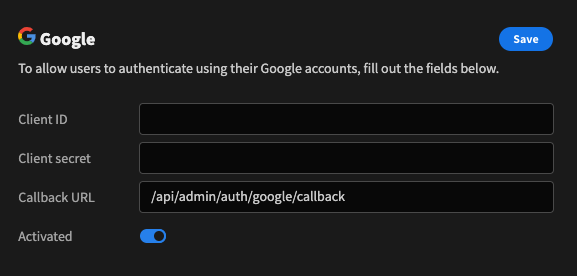 Google
Save
To allow users to authenticate using their Google accounts, fill out the fields below.
Client ID
Client secret
Callback URL /api/admin/auth/google/callback
Activated